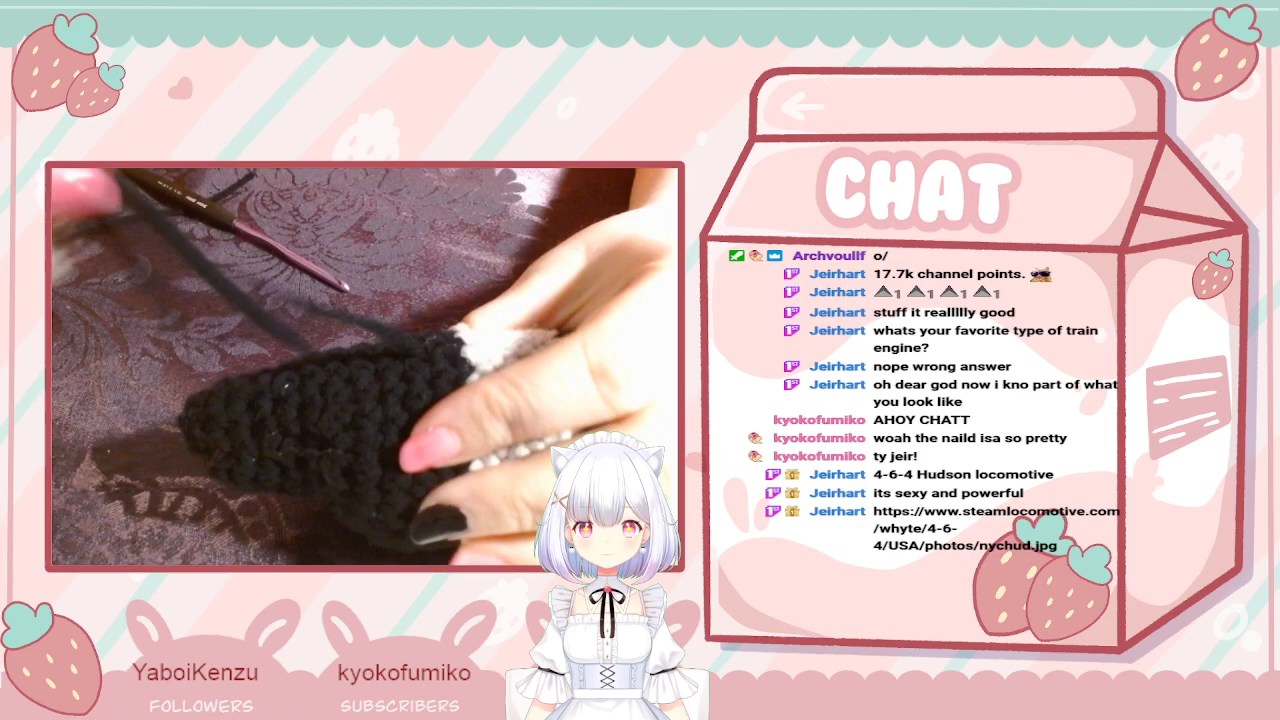 CHAT
Archvoullf o/
Jeirhart 17.7k channel points.
Jeirhart 1 1 1 1
Jeirhart stuff it realllly good
Jeirhart whats your favorite type of train
engine?
Jeirhart nope wrong answer
Jeirhart oh dear god now i kno part of what
you look like
kyokofumiko AHOY CHATT
kyokofumiko woah the naild isa so pretty
kyokofumiko ty jeir!
Jeirhart 4-6-4 Hudson locomotive
Jeirhart its sexy and powerful
Jeirhart https://www.steamlocomotive.com
/whyte/4-6-
4/USA/photos/nychud.jpg
YaboiKenzu
FOLLOWERS
kyokofumiko
SUBSCRIBERS